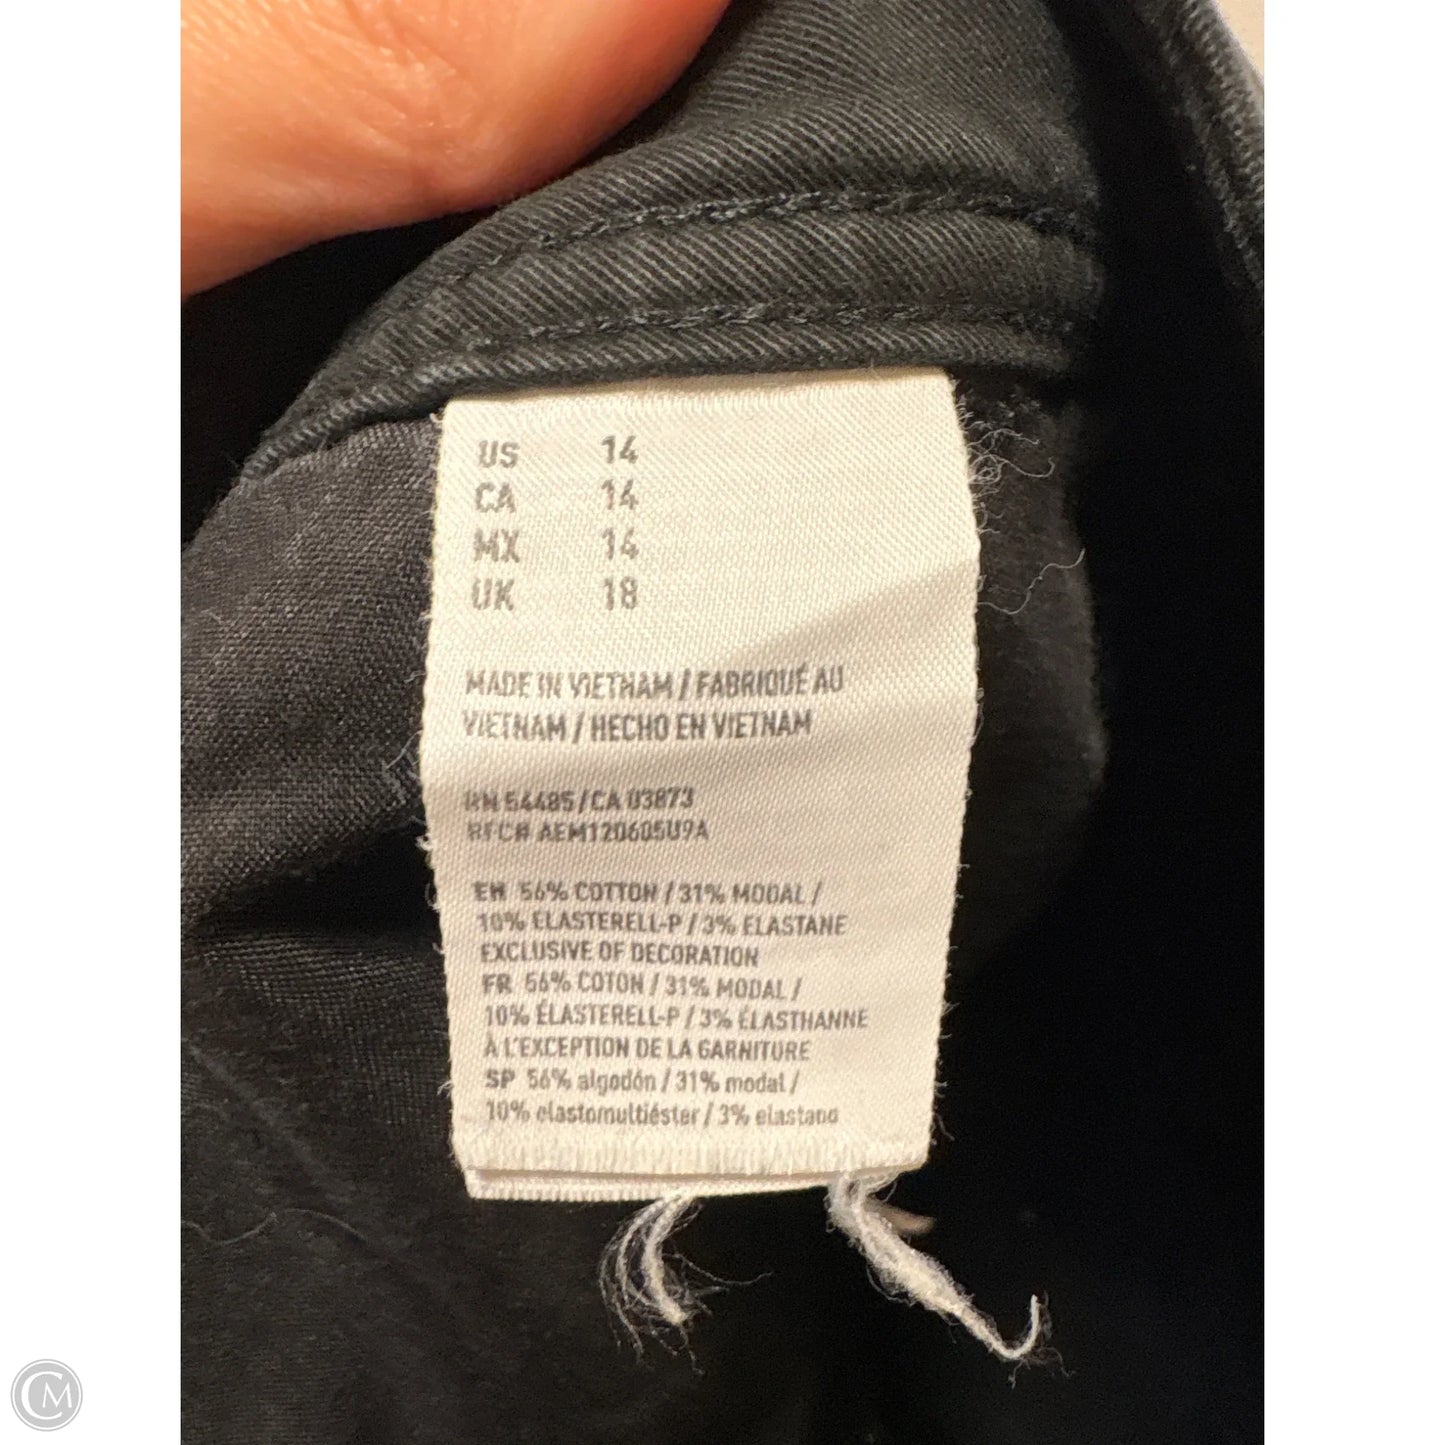 US 14
CA 14
MX 14
UK 18
MADE IN VIETNAM / FABRIQUÉ AU
VIETNAM / HECHO EN VIETNAM
RN 54485/CA 03873
RFC# AEM120605U9A
EN 56% COTTON / 31% MODAL /
10% ELASTERELL-P / 3% ELASTANE
EXCLUSIVE OF DECORATION
FR 56% COTON / 31% MODAL /
10% ÉLASTERELL-P / 3% ÉLASTHANNE
À L'EXCEPTION DE LA GARNITURE
SP 56% algodón / 31% modal /
10% elastomultiéster / 3% elastano
CM